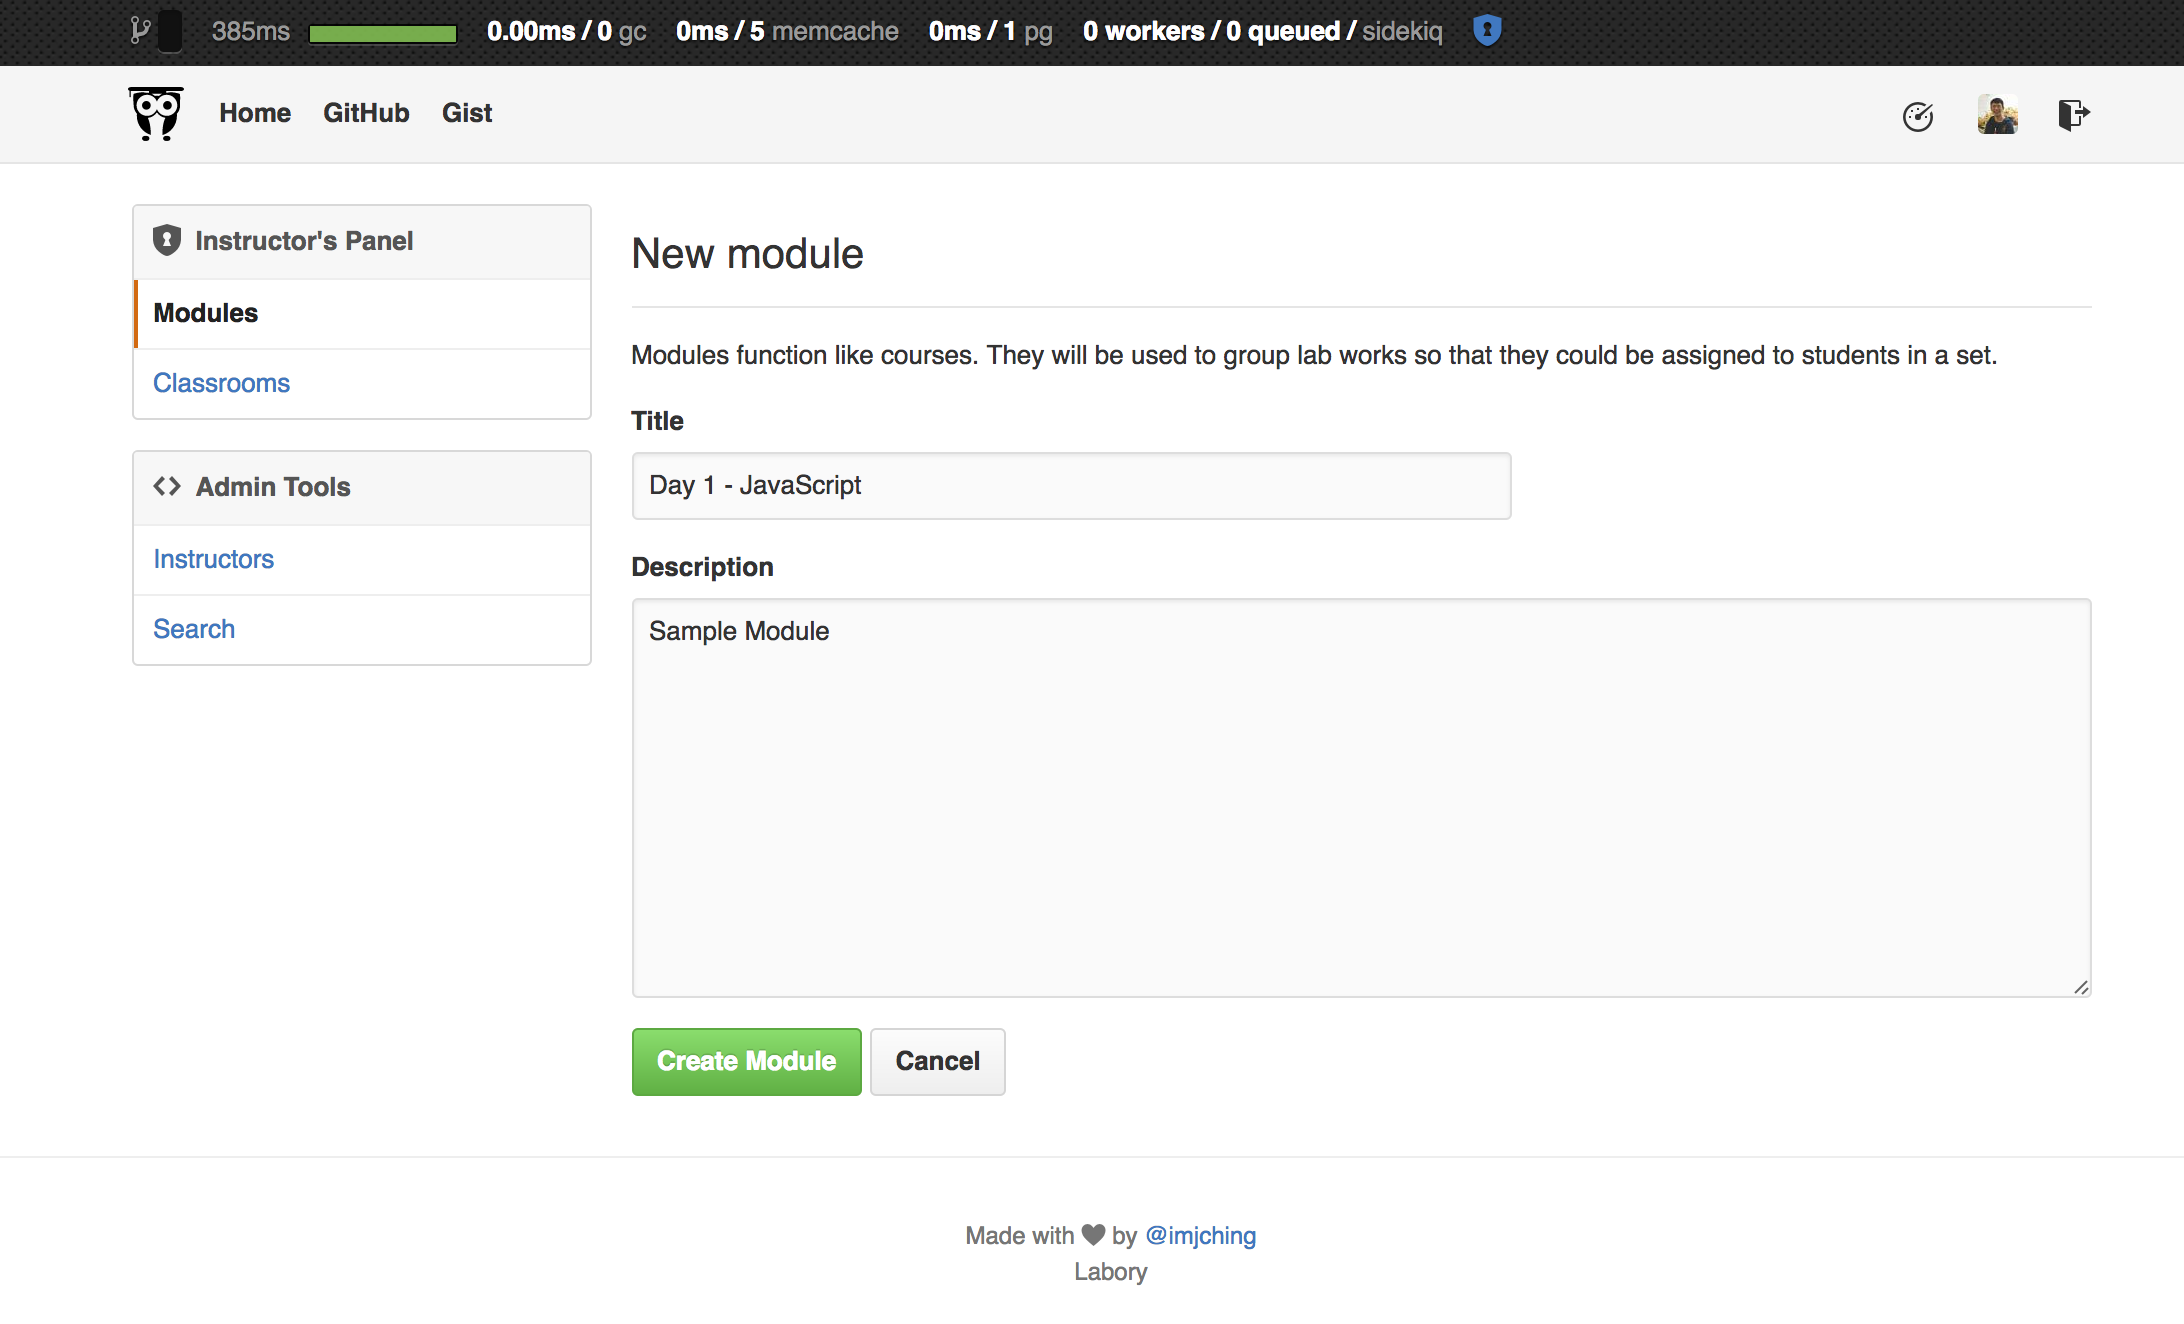 385ms 0.00ms / 0 gc 0ms / 5 memcache 0ms / 1 pg 0 workers / 0 queued / sidekiq
Home GitHub Gist
Instructor's Panel
Modules
Classrooms
Admin Tools
Instructors
Search
New module
Modules function like courses. They will be used to group lab works so that they could be assigned to students in a set.
Title
Day 1 - JavaScript
Description
Sample Module
Create Module Cancel
Made with by @imjching
Labory